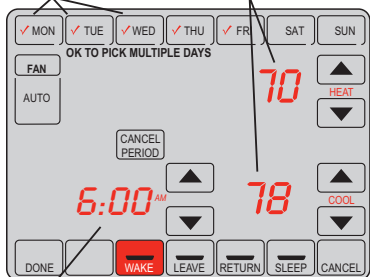 MON TUE WED THU FR SAT SUN
OK TO PICK MULTIPLE DAYS
FAN
AUTO
70
HEAT
CANCEL
PERIOD
6:00 AM
78
COOL
DONE WAKE LEAVE RETURN SLEEP CANCEL